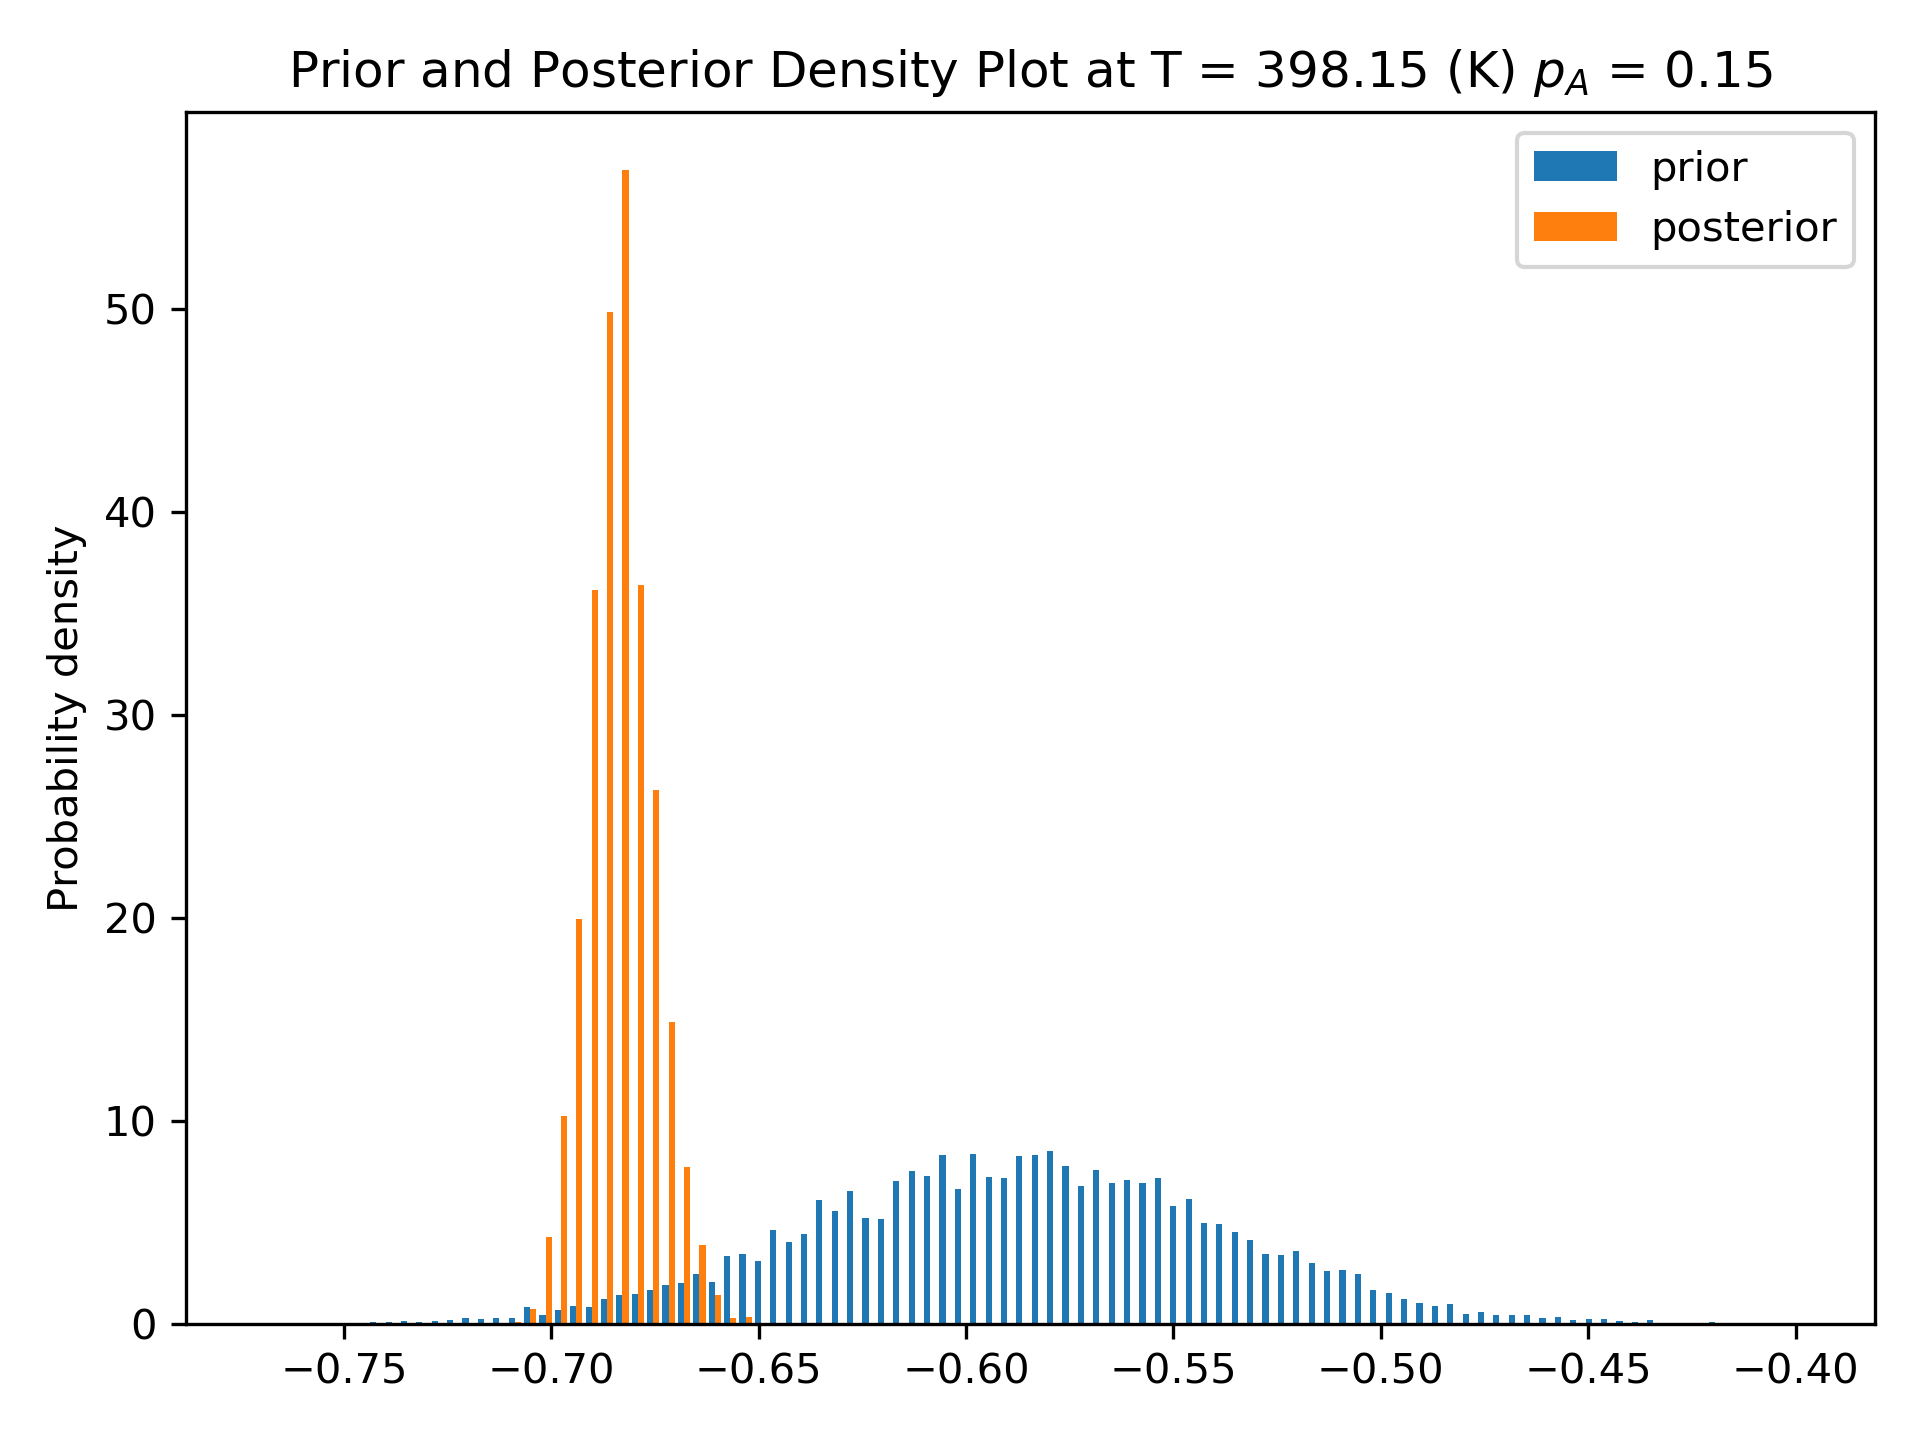 Prior and Posterior Density Plot at T = 398.15 (K) p_A = 0.15
prior
posterior
Probability density
50
40
30
20
10
0
−0.75 −0.70 −0.65 −0.60 −0.55 −0.50 −0.45 −0.40